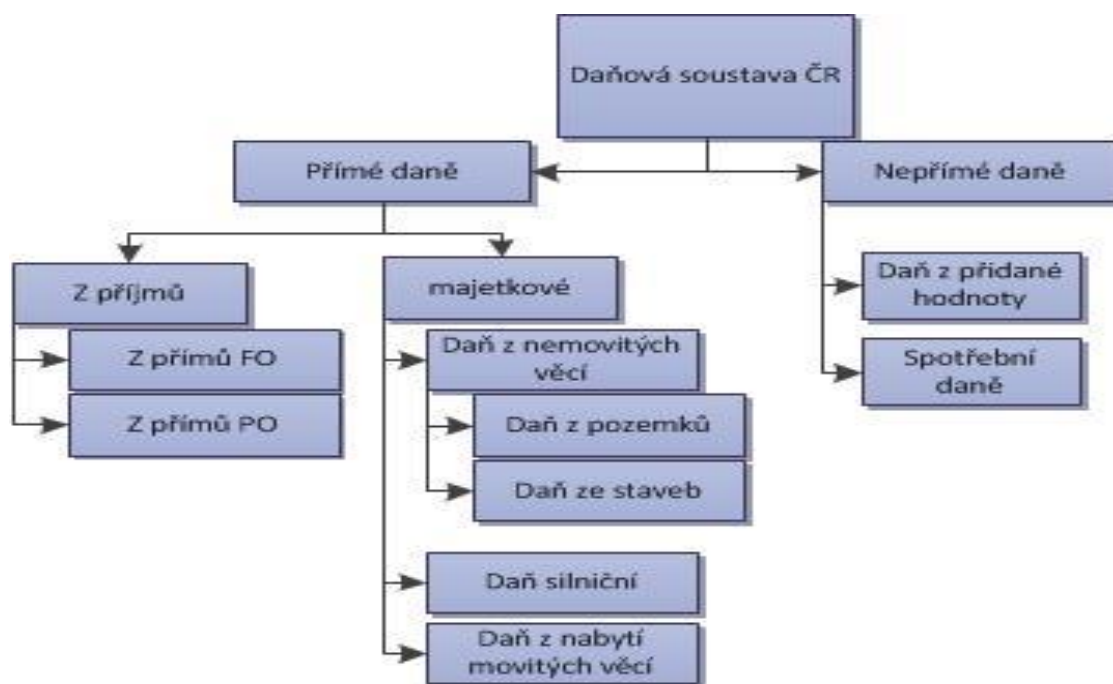 Daňová soustava ČR
Přímé daně
Nepřímé daně
Z příjmů
Z přímů FO
Z přímů PO
majetkové
Daň z nemovitých
věcí
Daň z pozemků
Daň ze staveb
Daň silniční
Daň z nabytí
movitých věcí
Daň z přidané
hodnoty
Spotřební
daně